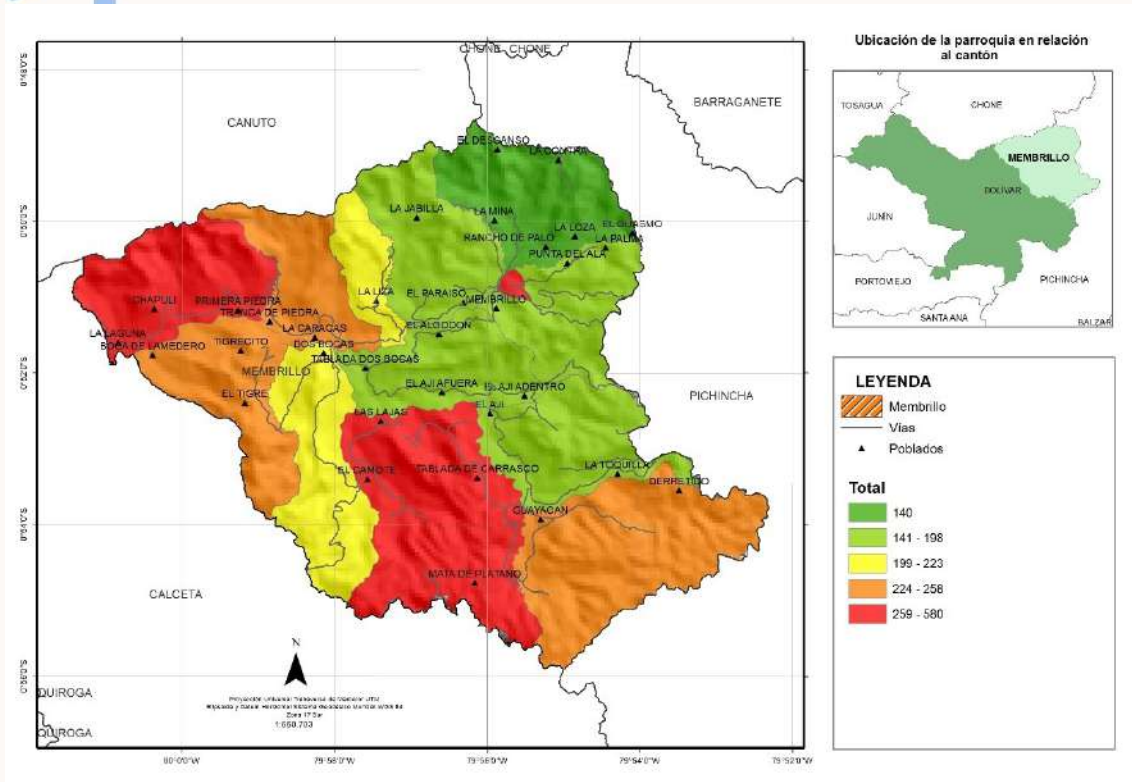 CHONE CHONE
BARRAGANETE
CANUTO
EL DESCANSO
LA CONTRA
LA JABILLA
LA MINA
LA LOZA
EL GUASMO
RANCHO DE PALO
LA PALMA
PUNTA DEL ALA
LA LIZA
EL PARAISO
MEMBRILLO
CHAPULI
PRIMERA PIEDRA
TRANCA DE PIEDRA
LA CARACAS
EL ALGODON
LA LAGUNA
BOCA DE LAMEDERO
TIGRECITO
DOS BOCAS
TABLADA DOS BOCAS
MEMBRILLO
EL AJI AFUERA
AJI ADENTRO
PICHINCHA
EL TIGRE
LAS LAJAS
EL AJI
EL CAMOTE
TABLADA DE CARRASCO
LA TOQUILLA
DERRETIDO
GUAYACAN
MATA DE PLATANO
CALCETA
N
QUIROGA
QUIROGA
Zona 17 Sur
80°0'0"W
79°58'0"W
79°56'0"W
79°54'0"W
79°52'0"W
Ubicación de la parroquia en relación
al cantón
TOSAGUA
CHONE
MEMBRILLO
BOLIVAR
JUNÍN
PORTOVIEJO
PICHINCHA
SANTA ANA
BALZAR
LEYENDA
Membrillo
Vías
Poblados
Total
140
141 - 198
199 - 223
224 - 258
259 - 580